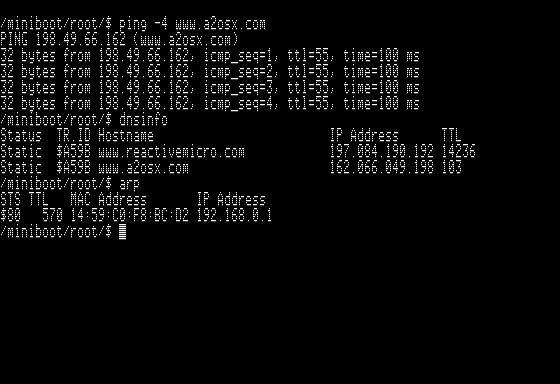 /miniboot/root/$ ping -4 www.a2osx.com
PING 198.49.66.162 (www.a2osx.com)
32 bytes from 198.49.66.162, icmp_seq=1, ttl=55, time=100 ms
32 bytes from 198.49.66.162, icmp_seq=2, ttl=55, time=100 ms
32 bytes from 198.49.66.162, icmp_seq=3, ttl=55, time=100 ms
32 bytes from 198.49.66.162, icmp_seq=4, ttl=55, time=100 ms
/miniboot/root/$ dnsinfo
Status TR.ID Hostname IP Address TTL
Static $A59B www.reactivemicro.com 197.084.190.192 14236
Static $A59B www.a2osx.com 162.066.049.198 103
/miniboot/root/$ arp
STS TTL MAC Address IP Address
$80 570 14:59:C0:F8:BC:D2 192.168.0.1
/miniboot/root/$